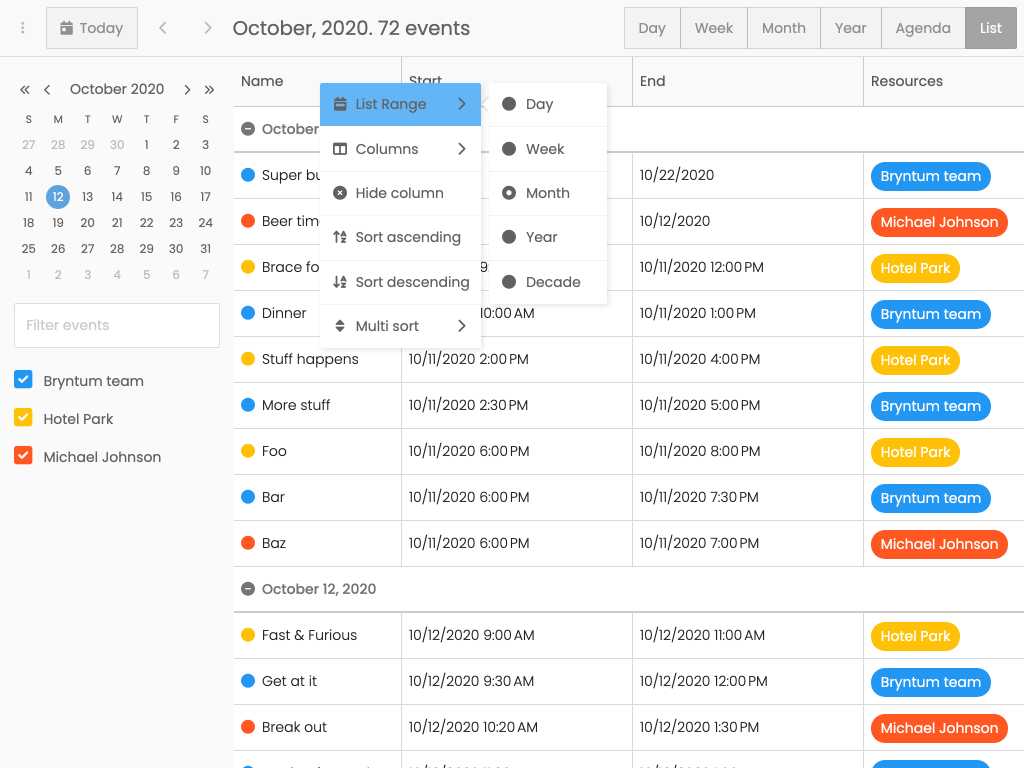 Today
October, 2020. 72 events
Day Week Month Year Agenda List
October 2020
S M T W T F S
27 28 29 30 1 2 3
4 5 6 7 8 9 10
11 12 13 14 15 16 17
18 19 20 21 22 23 24
25 26 27 28 29 30 31
1 2 3 4 5 6 7
Filter events
Bryntum team
Hotel Park
Michael Johnson
Name Start End Resources
List Range
Columns
Hide column
Sort ascending
Sort descending
Multi sort
Day
Week
Month
Year
Decade
October
Super 10/22/2020 Bryntum team
Beer 10/12/2020 Michael Johnson
Brace 10/11/2020 12:00 PM Hotel Park
Dinner 10:00 AM 10/11/2020 1:00 PM Bryntum team
Stuff happens 10/11/2020 2:00 PM 10/11/2020 4:00 PM Hotel Park
More stuff 10/11/2020 2:30 PM 10/11/2020 5:00 PM Bryntum team
Foo 10/11/2020 6:00 PM 10/11/2020 8:00 PM Hotel Park
Bar 10/11/2020 6:00 PM 10/11/2020 7:30 PM Bryntum team
Baz 10/11/2020 6:00 PM 10/11/2020 7:00 PM Michael Johnson
October 12, 2020
Fast & Furious 10/12/2020 9:00 AM 10/12/2020 11:00 AM Hotel Park
Get at it 10/12/2020 9:30 AM 10/12/2020 12:00 PM Bryntum team
Break out 10/12/2020 10:20 AM 10/12/2020 1:30 PM Michael Johnson